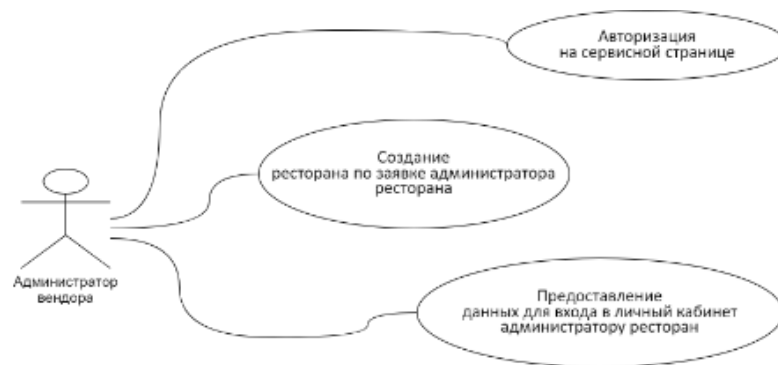 Авторизация
на сервисной странице
Создание
ресторана по заявке администратора
ресторана
Администратор
вендора
Предоставление
данных для входа в личный кабинет
администратору ресторан